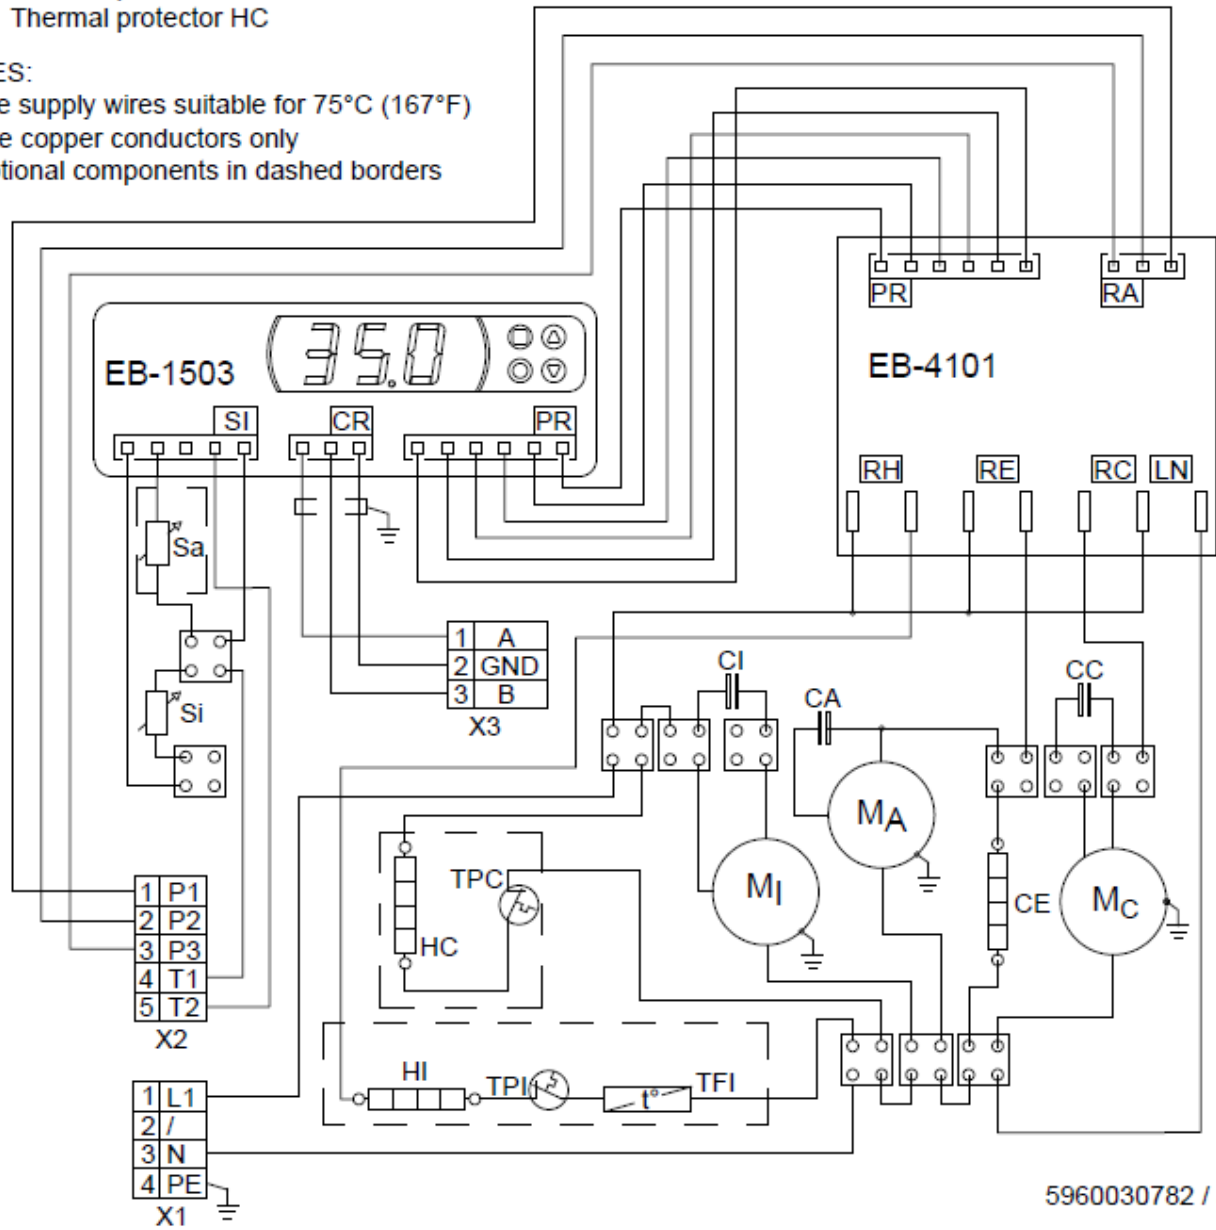 Thermal protector HC
ES:
e supply wires suitable for 75°C (167°F)
e copper conductors only
tional components in dashed borders
PR
RA
EB-4101
RH
RE
RC
LN
EB-1503
35.0
SI
CR
PR
Sa
Si
1 A
2 GND
3 B
X3
CI
CA
CC
MA
MI
MC
CE
TPC
HC
1 P1
2 P2
3 P3
4 T1
5 T2
X2
HI
TPI
t°
TFI
1 L1
2 /
3 N
4 PE
X1
5960030782 /